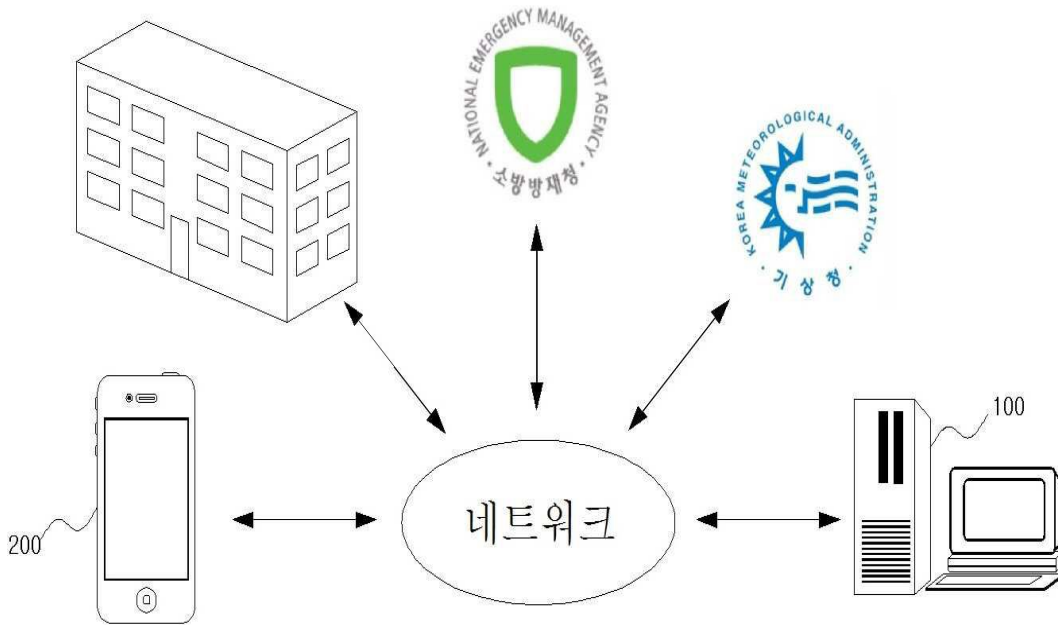 · NATIONAL EMERGENCY MANAGEMENT AGENCY ·
소방방재청
· KOREA METEOROLOGICAL ADMINISTRATION ·
기상청
100
네트워크
200